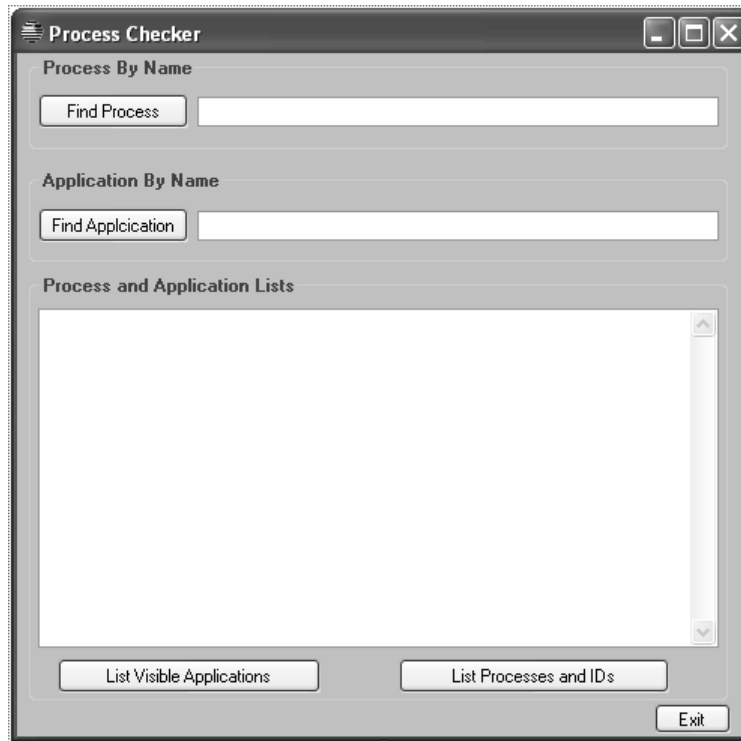 Process Checker
Process By Name
Find Process
Application By Name
Find Applcication
Process and Application Lists
List Visible Applications
List Processes and IDs
Exit